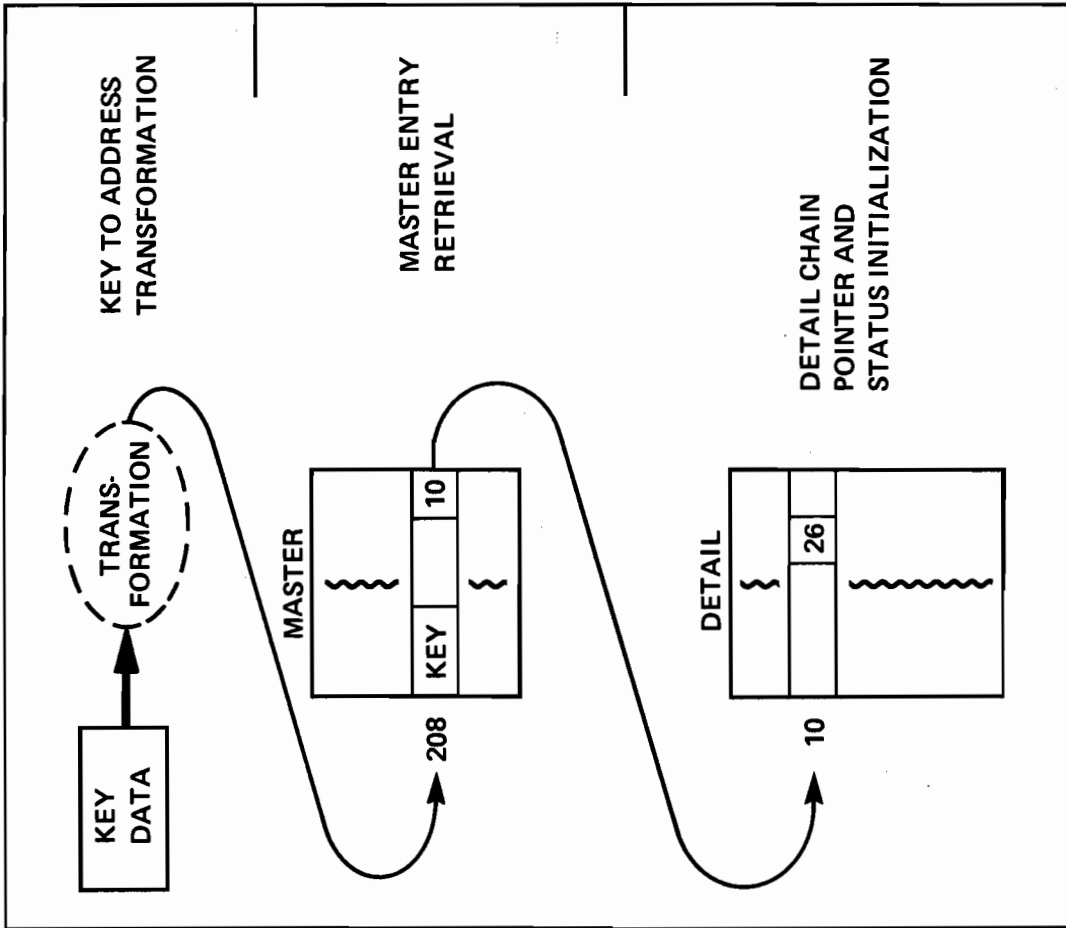 KEY
DATA
TRANS-
FORMATION
KEY TO ADDRESS
TRANSFORMATION
MASTER
208
KEY
10
MASTER ENTRY
RETRIEVAL
DETAIL
10
26
DETAIL CHAIN
POINTER AND
STATUS INITIALIZATION